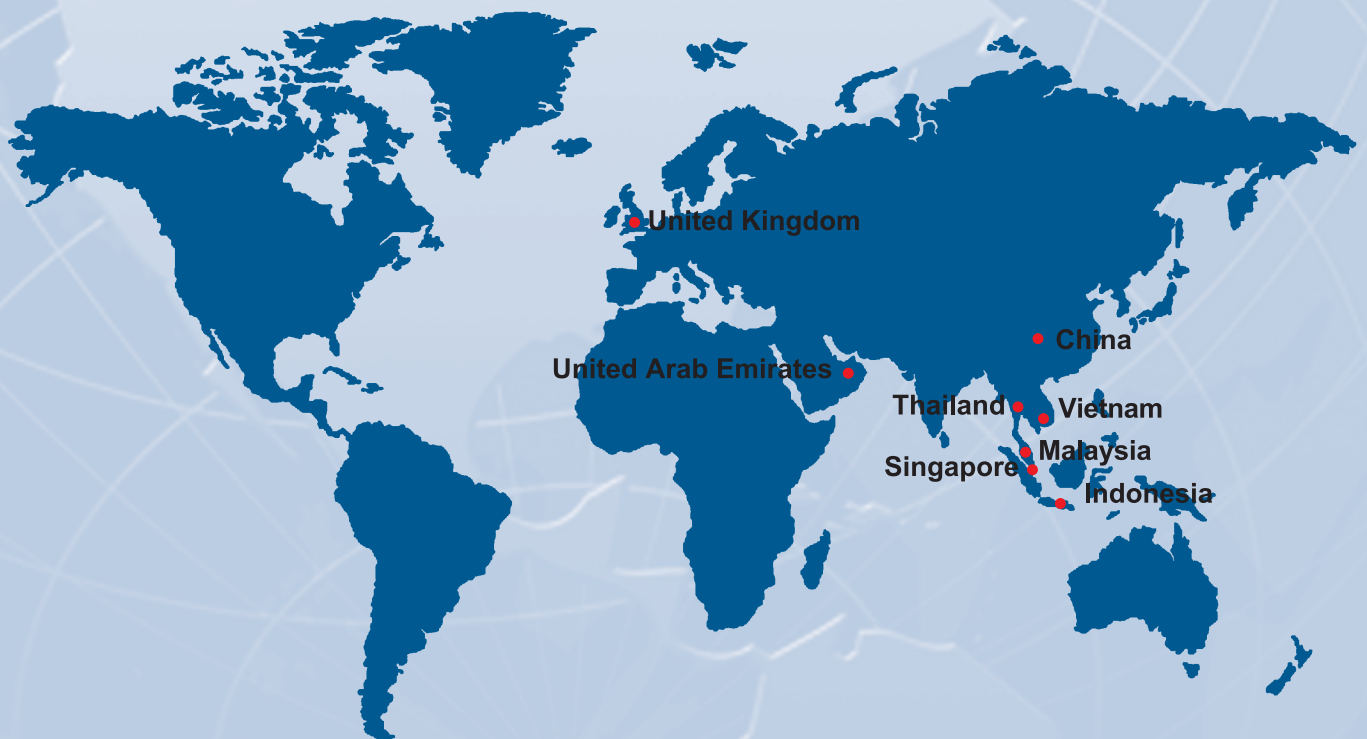 United Kingdom
China
United Arab Emirates
Thailand
Vietnam
Malaysia
Singapore
Indonesia